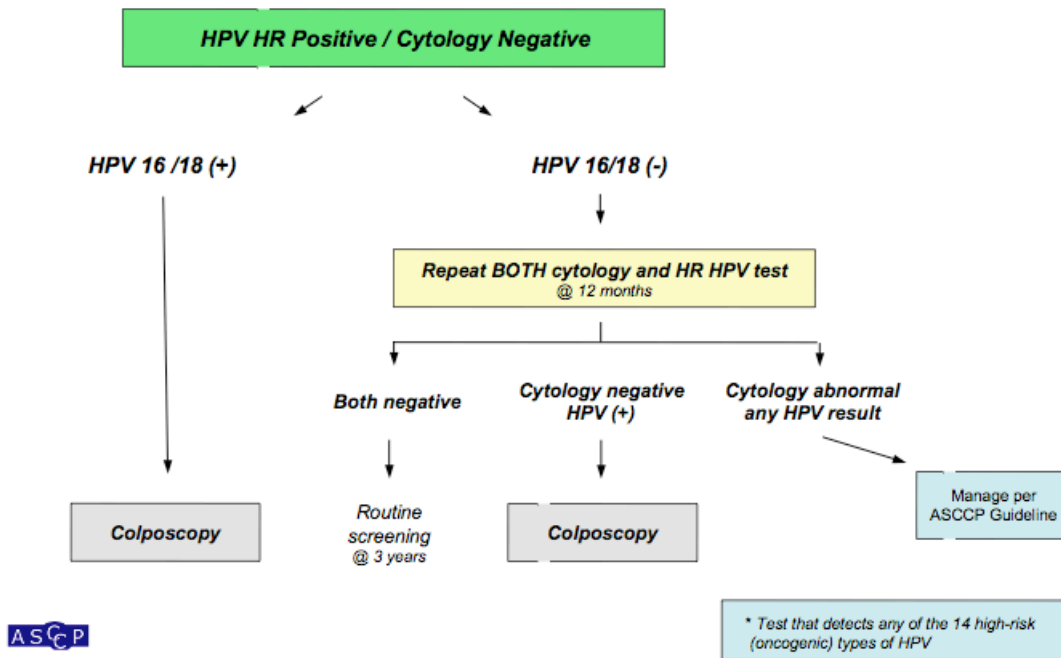 HPV HR Positive / Cytology Negative
HPV 16 /18 (+)
HPV 16/18 (-)
Repeat BOTH cytology and HR HPV test
@ 12 months
Both negative
Cytology negative
HPV (+)
Cytology abnormal
any HPV result
Colposcopy
Routine
screening
@ 3 years
Colposcopy
Manage per
ASCCP Guideline
* Test that detects any of the 14 high-risk
(oncogenic) types of HPV
ASCCP